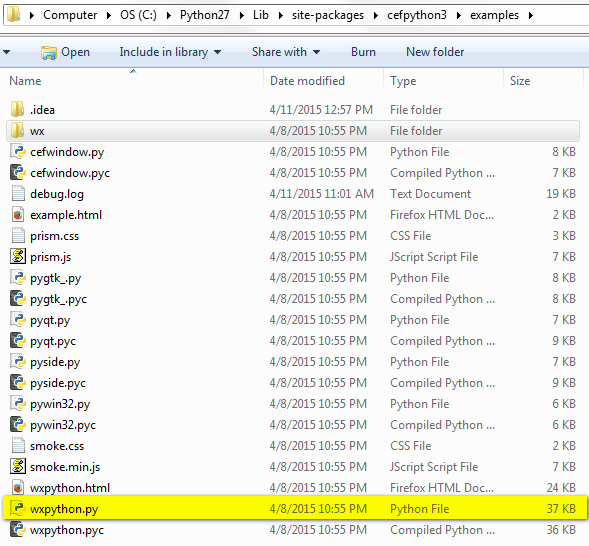 Computer OS (C:) Python27 Lib site-packages cefpython3 examples
Open Include in library Share with Burn New folder
Name Date modified Type Size
.idea 4/11/2015 12:57 PM File folder
wx 4/8/2015 10:55 PM File folder
cefwindow.py 4/8/2015 10:55 PM Python File 8 KB
cefwindow.pyc 4/8/2015 10:55 PM Compiled Python ... 7 KB
debug.log 4/11/2015 11:01 AM Text Document 19 KB
example.html 4/8/2015 10:55 PM Firefox HTML Doc... 2 KB
prism.css 4/8/2015 10:55 PM CSS File 3 KB
prism.js 4/8/2015 10:55 PM JScript Script File 7 KB
pygtk_.py 4/8/2015 10:55 PM Python File 7 KB
pygtk_.pyc 4/8/2015 10:55 PM Compiled Python ... 7 KB
pyqt.py 4/8/2015 10:55 PM Python File 7 KB
pyqt.pyc 4/8/2015 10:55 PM Compiled Python ... 9 KB
pyside.py 4/8/2015 10:55 PM Python File 7 KB
pyside.pyc 4/8/2015 10:55 PM Compiled Python ... 9 KB
pywin32.py 4/8/2015 10:55 PM Python File 6 KB
pywin32.pyc 4/8/2015 10:55 PM Compiled Python ... 6 KB
smoke.css 4/8/2015 10:55 PM CSS File 4 KB
smoke.min.js 4/8/2015 10:55 PM JScript Script File 7 KB
wxpython.html 4/8/2015 10:55 PM Firefox HTML Doc... 24 KB
wxpython.py 4/8/2015 10:55 PM Python File 37 KB
wxpython.pyc 4/8/2015 10:55 PM Compiled Python ... 36 KB